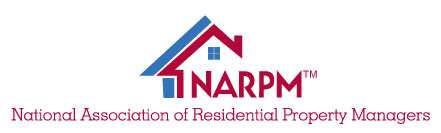 NARPM™
National Association of Residential Property Managers